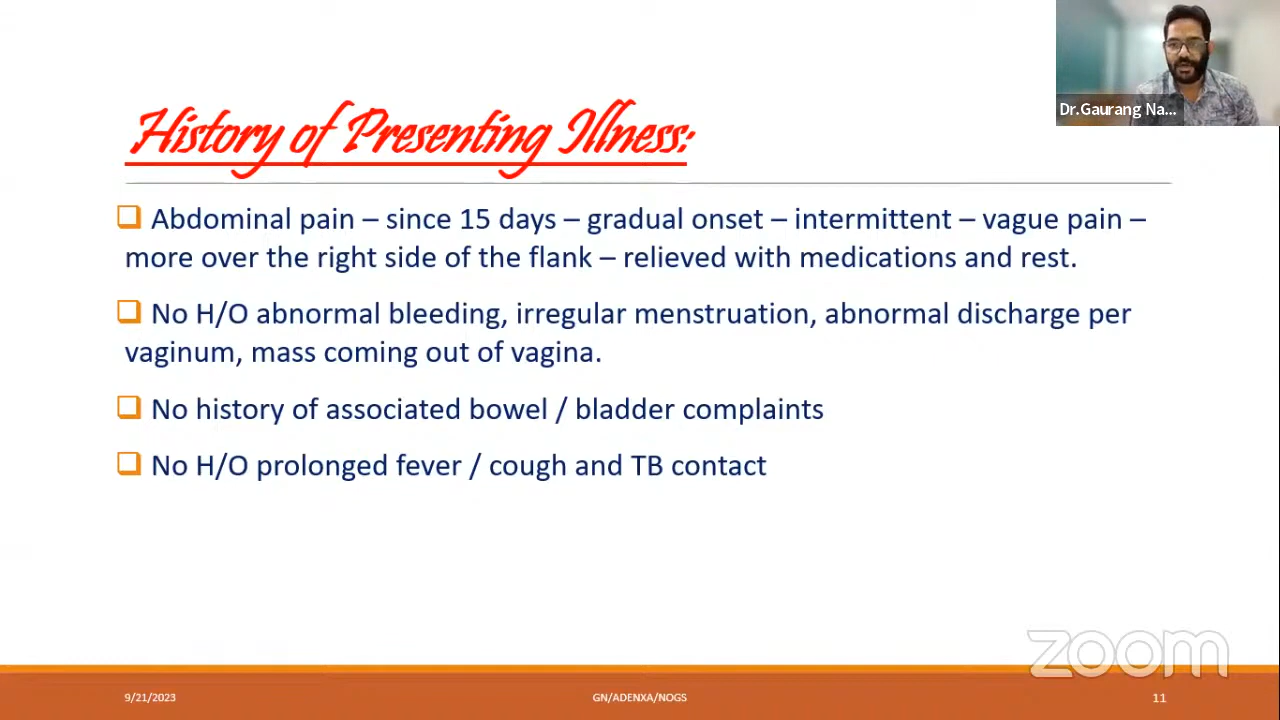 Dr.Gaurang Na...
History of Presenting Illness:
Abdominal pain – since 15 days – gradual onset – intermittent – vague pain –
more over the right side of the flank – relieved with medications and rest.
No H/O abnormal bleeding, irregular menstruation, abnormal discharge per
vaginum, mass coming out of vagina.
No history of associated bowel / bladder complaints
No H/O prolonged fever / cough and TB contact
zoom
9/21/2023
GN/ADENXA/NOGS
11